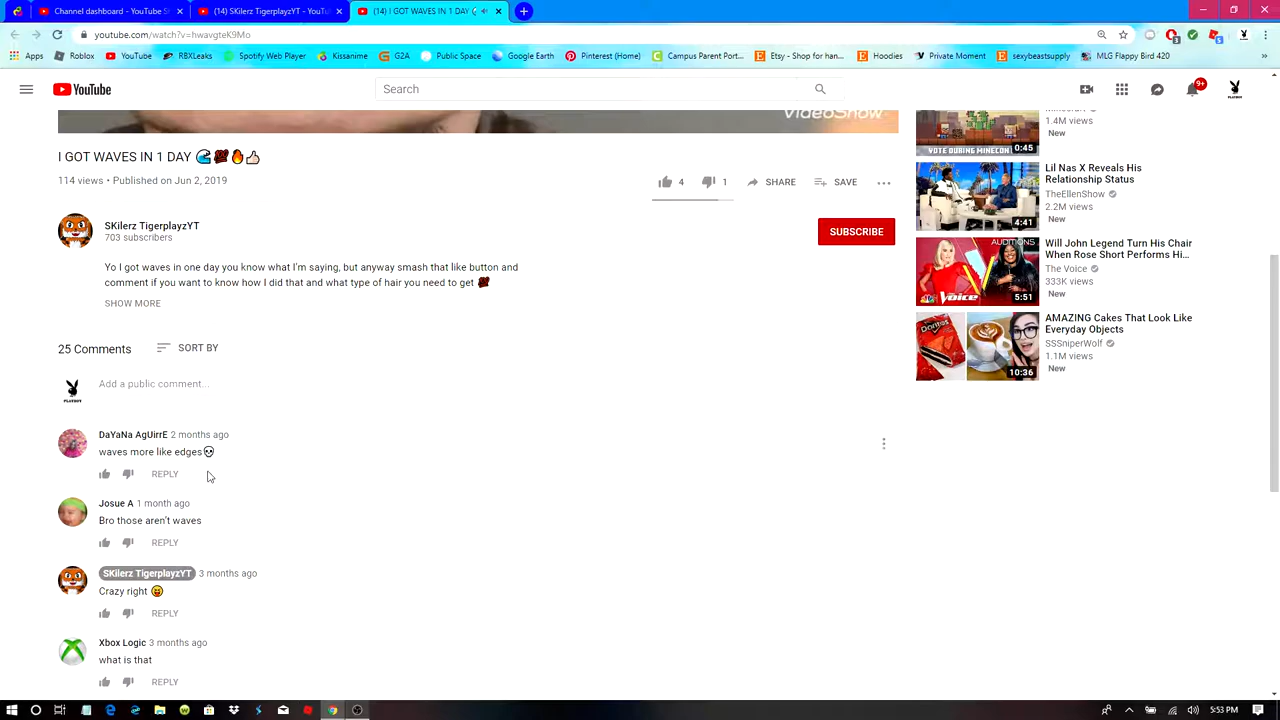 Channel dashboard - YouTube S
(14) SKilerz TigerplayzYT - YouTu
(14) I GOT WAVES IN 1 DAY
youtube.com/watch?v=hwavgteK9Mo
Apps
Roblox
YouTube
RBXLeaks
Spotify Web Player
Kissanime
G2A
Public Space
Google Earth
Pinterest (Home)
Campus Parent Port...
Etsy - Shop for han...
Hoodies
Private Moment
sexybeastsupply
MLG Flappy Bird 420
YouTube
Search
9+
VideoShow
I GOT WAVES IN 1 DAY 🌊🔥👍🏻
114 views • Published on Jun 2, 2019
4
1
SHARE
SAVE
SKilerz TigerplayzYT
703 subscribers
SUBSCRIBE
Yo I got waves in one day you know what I'm saying, but anyway smash that like button and
comment if you want to know how I did that and what type of hair you need to get
SHOW MORE
25 Comments
SORT BY
Add a public comment...
DaYaNa AgUirrE 2 months ago
waves more like edges💀
REPLY
Josue A 1 month ago
Bro those aren't waves
REPLY
SKilerz TigerplayzYT 3 months ago
Crazy right 😜
REPLY
Xbox Logic 3 months ago
what is that
REPLY
1.4M views
New
VOTE DURING MINECON
0:45
Lil Nas X Reveals His
Relationship Status
TheEllenShow
2.2M views
New
4:41
Will John Legend Turn His Chair
When Rose Short Performs Hi...
The Voice
333K views
New
AUDITIONS
Voice
5:51
AMAZING Cakes That Look Like
Everyday Objects
SSSniperWolf
1.1M views
New
Doritos
10:36
5:53 PM